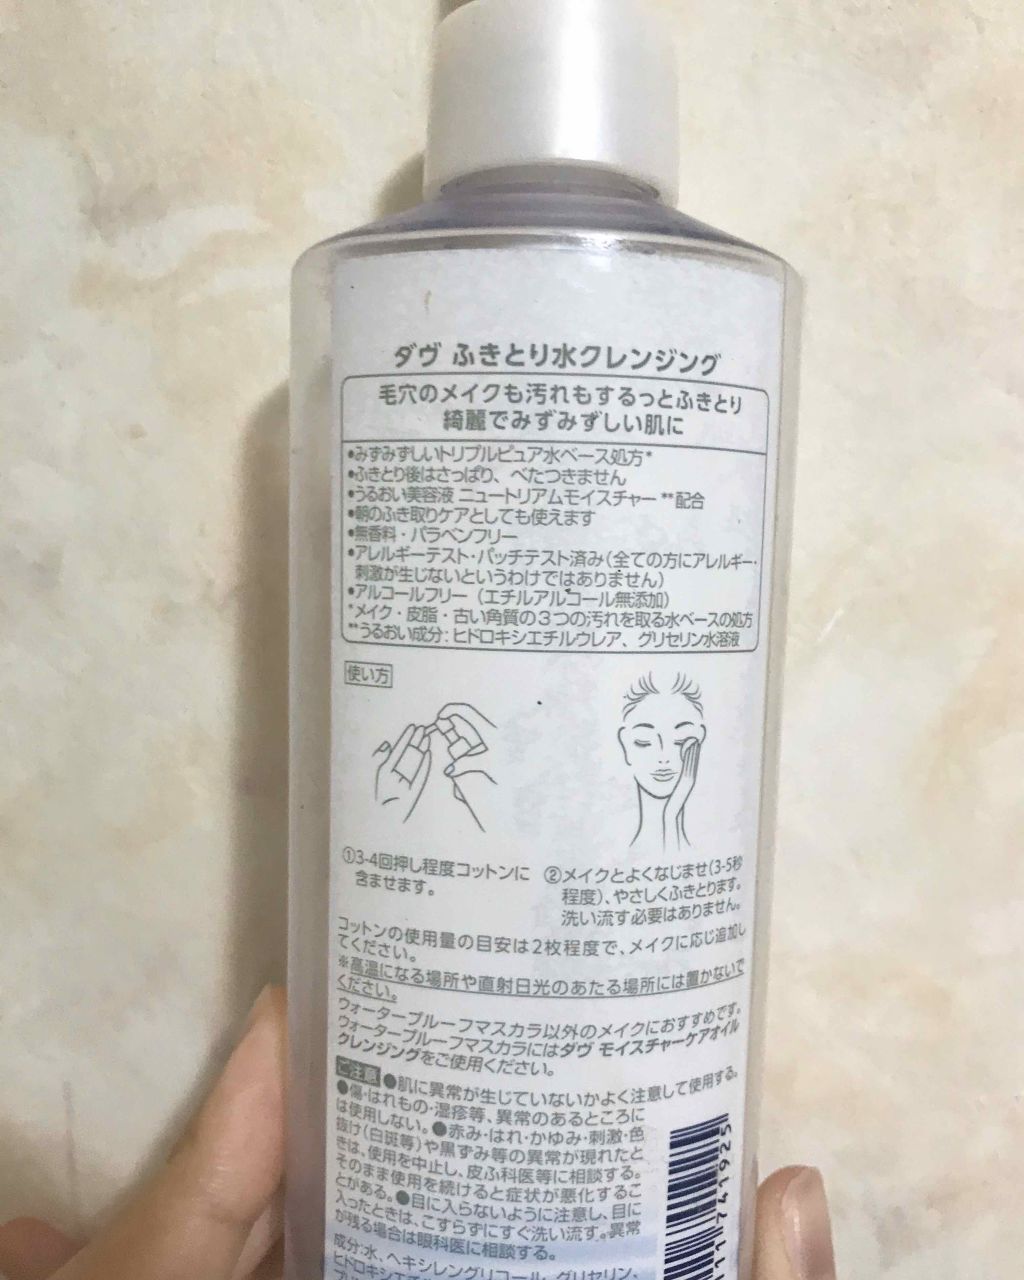 ダヴ ふきとり水クレンジング
毛穴のメイクも汚れもするっとふきとり
綺麗でみずみずしい肌に
●みずみずしいトリプルピュア水ベース処方*
●ふきとり後はさっぱり、べたつきません
●うるおい美容液 ニュートリアムモイスチャー **配合
●朝のふき取りケアとしても使えます
●無香料・パラベンフリー
●アレルギーテスト・パッチテスト済み(全ての方にアレルギー・
刺激が生じないというわけではありません)
●アルコールフリー (エチルアルコール無添加)
*メイク・皮脂・古い角質の3つの汚れを取る水ベースの処方
**うるおい成分:ヒドロキシエチルウレア、グリセリン水溶液
使い方
①3-4回押し程度コットンに
含ませます。
②メイクとよくなじませ(3-5秒
程度)、やさしくふきとります。
洗い流す必要はありません。
コットンの使用量の目安は2枚程度で、メイクに応じ追加し
てください。
※高温になる場所や直射日光のあたる場所には置かないで
ください。
ウォータープルーフマスカラ以外のメイクにおすすめです。
ウォータープルーフマスカラにはダヴ モイスチャーケアオイル
クレンジングをご使用ください。
ご注意 ●肌に異常が生じていないかよく注意して使用する。
●傷・はれもの・湿疹等、異常のあるところに
は使用しない。●赤み・はれ・かゆみ・刺激・色
抜け(白斑等)や黒ずみ等の異常が現れたと
きは、使用を中止し、皮ふ科医等に相談する。
そのまま使用を続けると症状が悪化するこ
とがある。●目に入らないように注意し、目に
入ったときは、こすらずにすぐ洗い流す。異常
が残る場合は眼科医に相談する。
成分:水、ヘキシレングリコール、グリセリン、
111741925